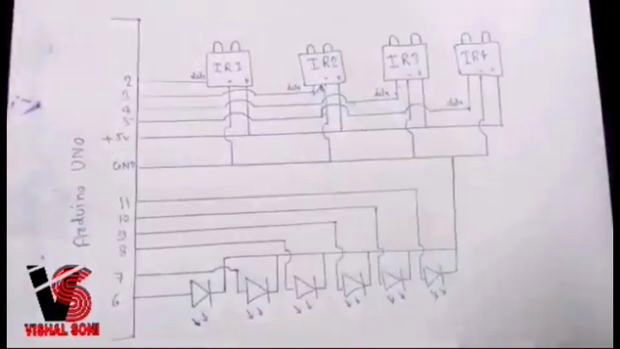 IR1 IR2 IR3 IR4
- + - + - + - +
2 data
3 data
4 data
5 data
+5v
GND
Arduino UNO
11
10
9
8
7
6
VS
VISHAL SONI